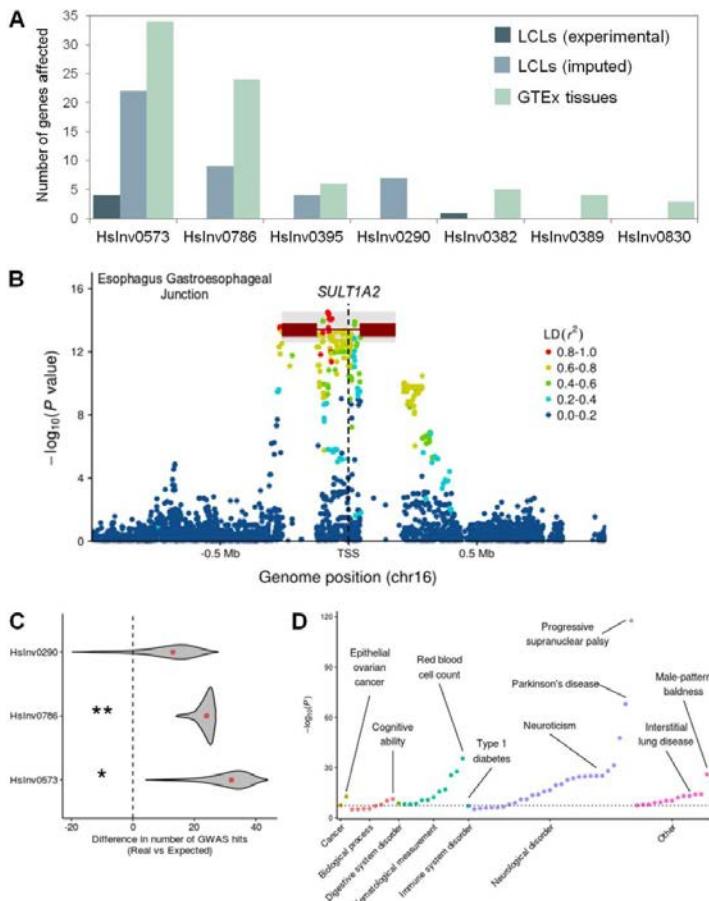 A
35
30
25
20
15
10
5
0
Number of genes affected
LCLs (experimental)
LCLs (imputed)
GTEx tissues
HsInv0573 HsInv0786 HsInv0395 HsInv0290 HsInv0382 HsInv0389 HsInv0830
B
Esophagus Gastroesophageal
Junction
SULT1A2
16
12
8
4
0
−log10(P value)
LD(r²)
0.8-1.0
0.6-0.8
0.4-0.6
0.2-0.4
0.0-0.2
-0.5 Mb TSS 0.5 Mb
Genome position (chr16)
C
HsInv0290
HsInv0786
**
HsInv0573
*
-20 0 20 40
Difference in number of GWAS hits
(Real vs Expected)
D
120
90
60
30
0
−log10(P)
Progressive
supranuclear palsy
Epithelial
ovarian
cancer
Red blood
cell count
Parkinson's disease
Male-pattern
baldness
Cognitive
ability
Type 1
diabetes
Neuroticism
Interstitial
lung disease
Cancer
Biological process
Digestive system disorder
Hematological measurement
Immune system disorder
Neurological disorder
Other